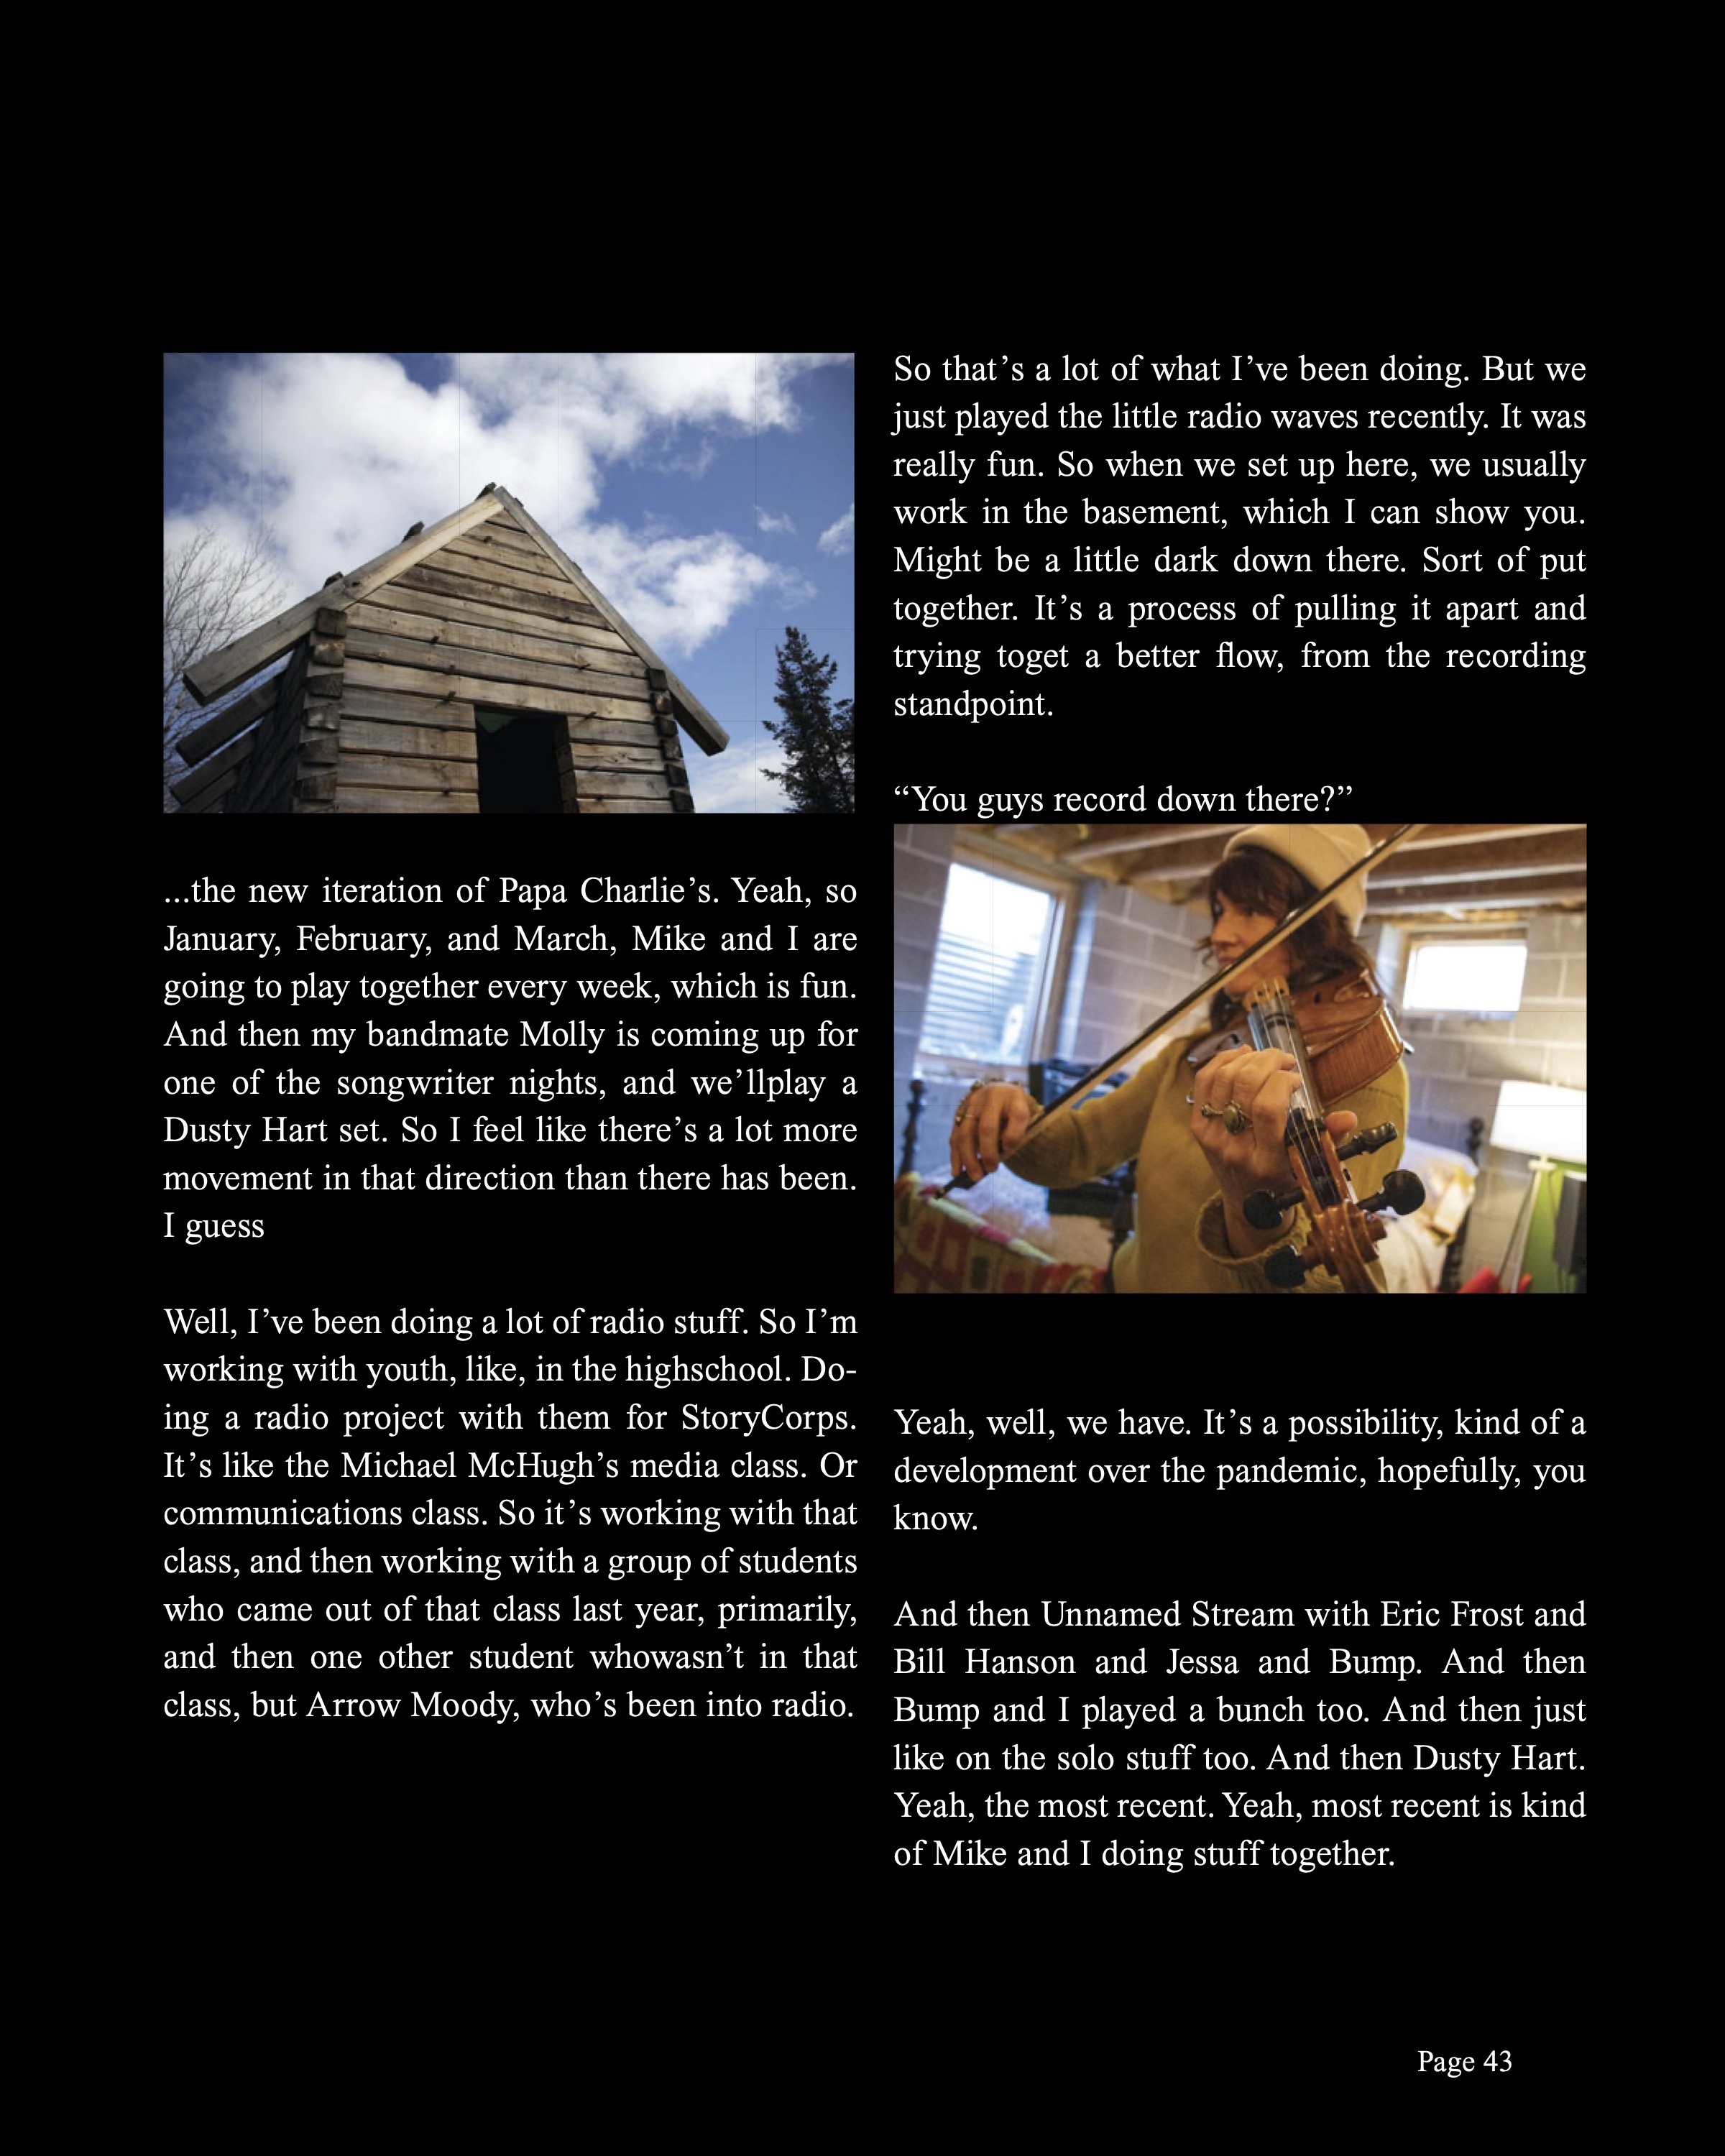 ...the new iteration of Papa Charlie’s. Yeah, so
January, February, and March, Mike and I are
going to play together every week, which is fun.
And then my bandmate Molly is coming up for
one of the songwriter nights, and we’llplay a
Dusty Hart set. So I feel like there’s a lot more
movement in that direction than there has been.
I guess
Well, I’ve been doing a lot of radio stuff. So I’m
working with youth, like, in the highschool. Do-
ing a radio project with them for StoryCorps.
It’s like the Michael McHugh’s media class. Or
communications class. So it’s working with that
class, and then working with a group of students
who came out of that class last year, primarily,
and then one other student whowasn’t in that
class, but Arrow Moody, who’s been into radio.
So that’s a lot of what I’ve been doing. But we
just played the little radio waves recently. It was
really fun. So when we set up here, we usually
work in the basement, which I can show you.
Might be a little dark down there. Sort of put
together. It’s a process of pulling it apart and
trying toget a better flow, from the recording
standpoint.
“You guys record down there?”
Yeah, well, we have. It’s a possibility, kind of a
development over the pandemic, hopefully, you
know.
And then Unnamed Stream with Eric Frost and
Bill Hanson and Jessa and Bump. And then
Bump and I played a bunch too. And then just
like on the solo stuff too. And then Dusty Hart.
Yeah, the most recent. Yeah, most recent is kind
of Mike and I doing stuff together.
Page 43